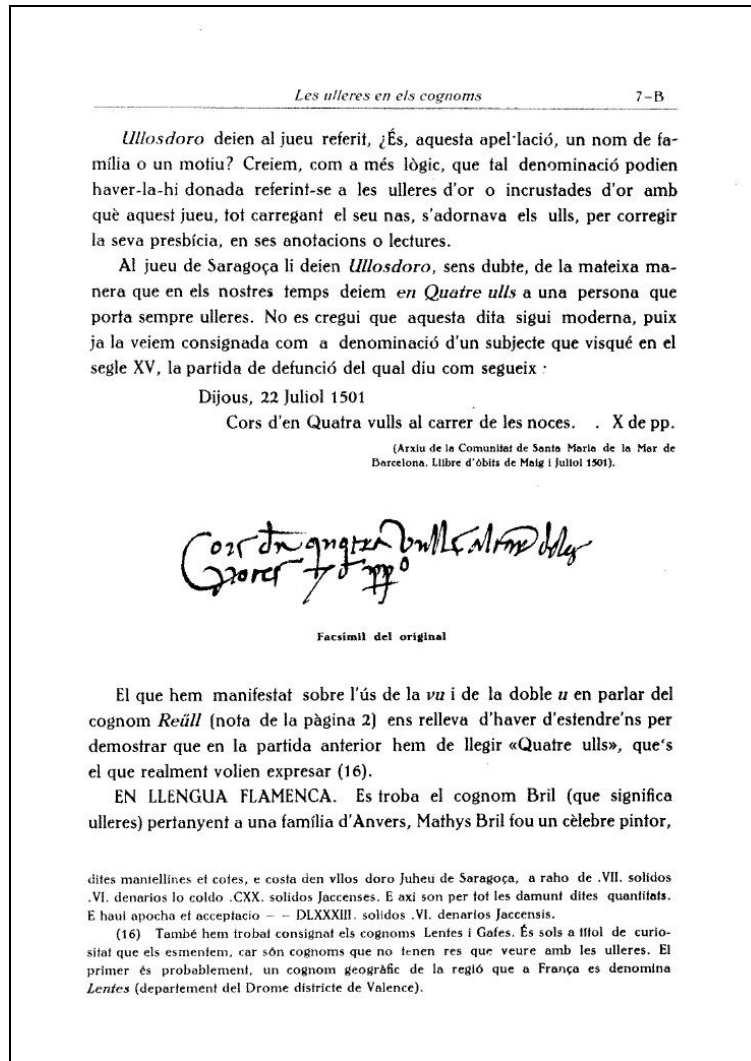 Les ulleres en els cognoms 7-B
Ullosdoro deien al jueu referit, ¿És, aquesta apel·lació, un nom de fa-
mília o un motiu? Creiem, com a més lògic, que tal denominació podien
haver-la-hi donada referint-se a les ulleres d'or o incrustades d'or amb
què aquest jueu, tot carregant el seu nas, s'adornava els ulls, per corregir
la seva presbícia, en ses anotacions o lectures.
Al jueu de Saragoça li deien Ullosdoro, sens dubte, de la mateixa ma-
nera que en els nostres temps deiem en Quatre ulls a una persona que
porta sempre ulleres. No es cregui que aquesta dita sigui moderna, puix
ja la veiem consignada com a denominació d'un subjecte que visqué en el
segle XV, la partida de defunció del qual diu com segueix :
Dijous, 22 Juliol 1501
Cors d'en Quatra vulls al carrer de les noces. . X de pp.
(Arxiu de la Comunitat de Santa Maria de la Mar de
Barcelona. Llibre d'òbits de Maig i Juliol 1501).
Cors dn quatra vulls al
Facsímil del original
El que hem manifestat sobre l'ús de la vu i de la doble u en parlar del
cognom Reüll (nota de la pàgina 2) ens relleva d'haver d'estendre'ns per
demostrar que en la partida anterior hem de llegir «Quatre ulls», que's
el que realment volien expresar (16).
EN LLENGUA FLAMENCA. Es troba el cognom Bril (que significa
ulleres) pertanyent a una família d'Anvers, Mathys Bril fou un cèlebre pintor,
dites mantellines et cotes, e costa den vllos doro Juheu de Saragoça, a raho de .VII. solidos
.VI. denarios lo coldo .CXX. solidos Jaccenses. E axi son per tot les damunt dites quantitats.
E haui apocha et acceptacio – – DLXXXIII. solidos .VI. denarios Jaccensis.
(16) També hem trobat consignat els cognoms Lentes i Gafes. És sols a títol de curio-
sitat que els esmentem, car són cognoms que no tenen res que veure amb les ulleres. El
primer és probablement, un cognom geogràfic de la regió que a França es denomina
Lentes (departement del Drome districte de Valence).